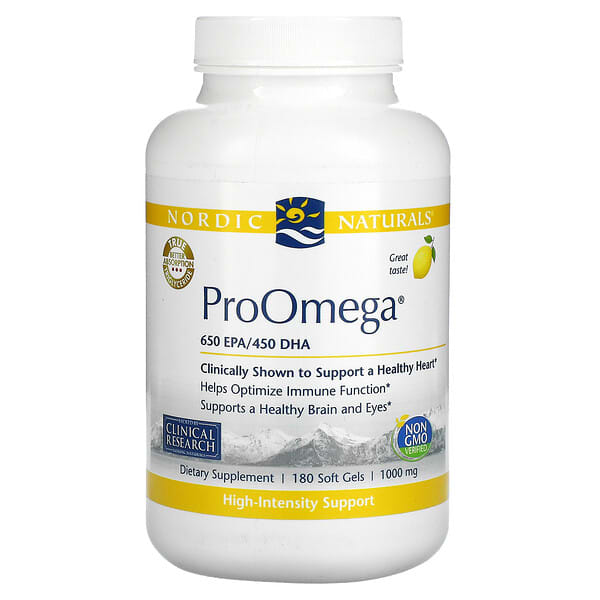 NORDIC NATURALS®
TRUE
BETTER
ABSORPTION
TRIGLYCERIDE
Great
taste!
ProOmega®
650 EPA/450 DHA
Clinically Shown to Support a Healthy Heart*
Helps Optimize Immune Function*
Supports a Healthy Brain and Eyes*
CLINICAL
RESEARCH
NON
GMO
VERIFIED
Dietary Supplement | 180 Soft Gels | 1000 mg
High-Intensity Support